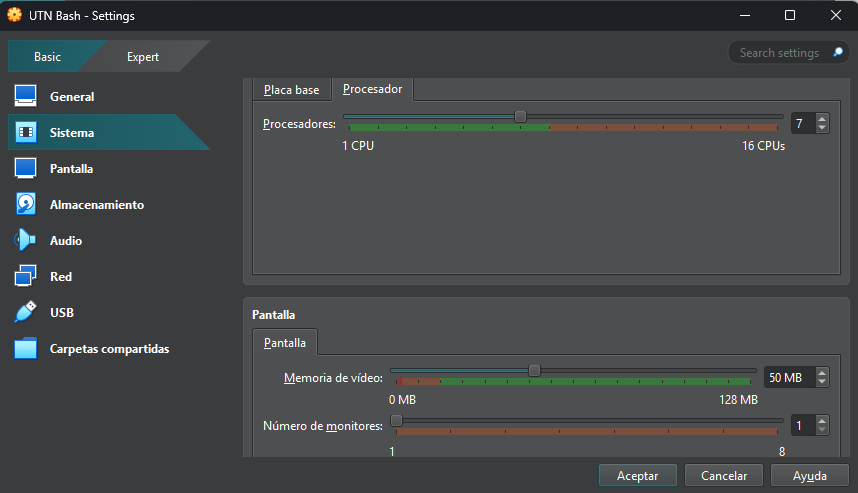 UTN Bash - Settings
Basic
Expert
Search settings
General
Sistema
Pantalla
Almacenamiento
Audio
Red
USB
Carpetas compartidas
Placa base
Procesador
Procesadores:
7
1 CPU
16 CPUs
Pantalla
Pantalla
Memoria de vídeo:
50 MB
0 MB
128 MB
Número de monitores:
1
1
8
Aceptar
Cancelar
Ayuda